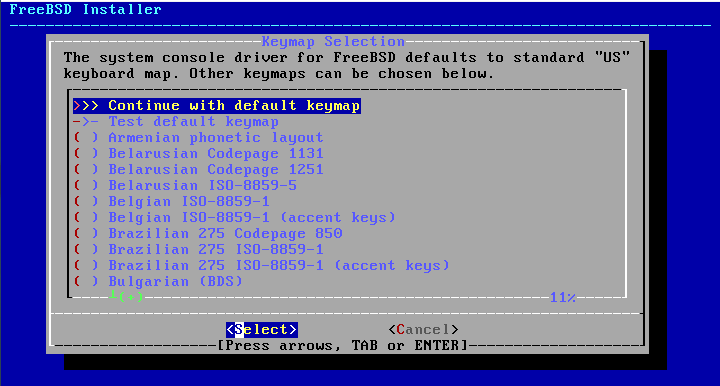 FreeBSD Installer
Keymap Selection
The system console driver for FreeBSD defaults to standard "US"
keyboard map. Other keymaps can be chosen below.
>>> Continue with default keymap
->- Test default keymap
( ) Armenian phonetic layout
( ) Belarusian Codepage 1131
( ) Belarusian Codepage 1251
( ) Belarusian ISO-8859-5
( ) Belgian ISO-8859-1
( ) Belgian ISO-8859-1 (accent keys)
( ) Brazilian 275 Codepage 850
( ) Brazilian 275 ISO-8859-1
( ) Brazilian 275 ISO-8859-1 (accent keys)
( ) Bulgarian (BDS)
└(+) 11%
<Select> <Cancel>
[Press arrows, TAB or ENTER]